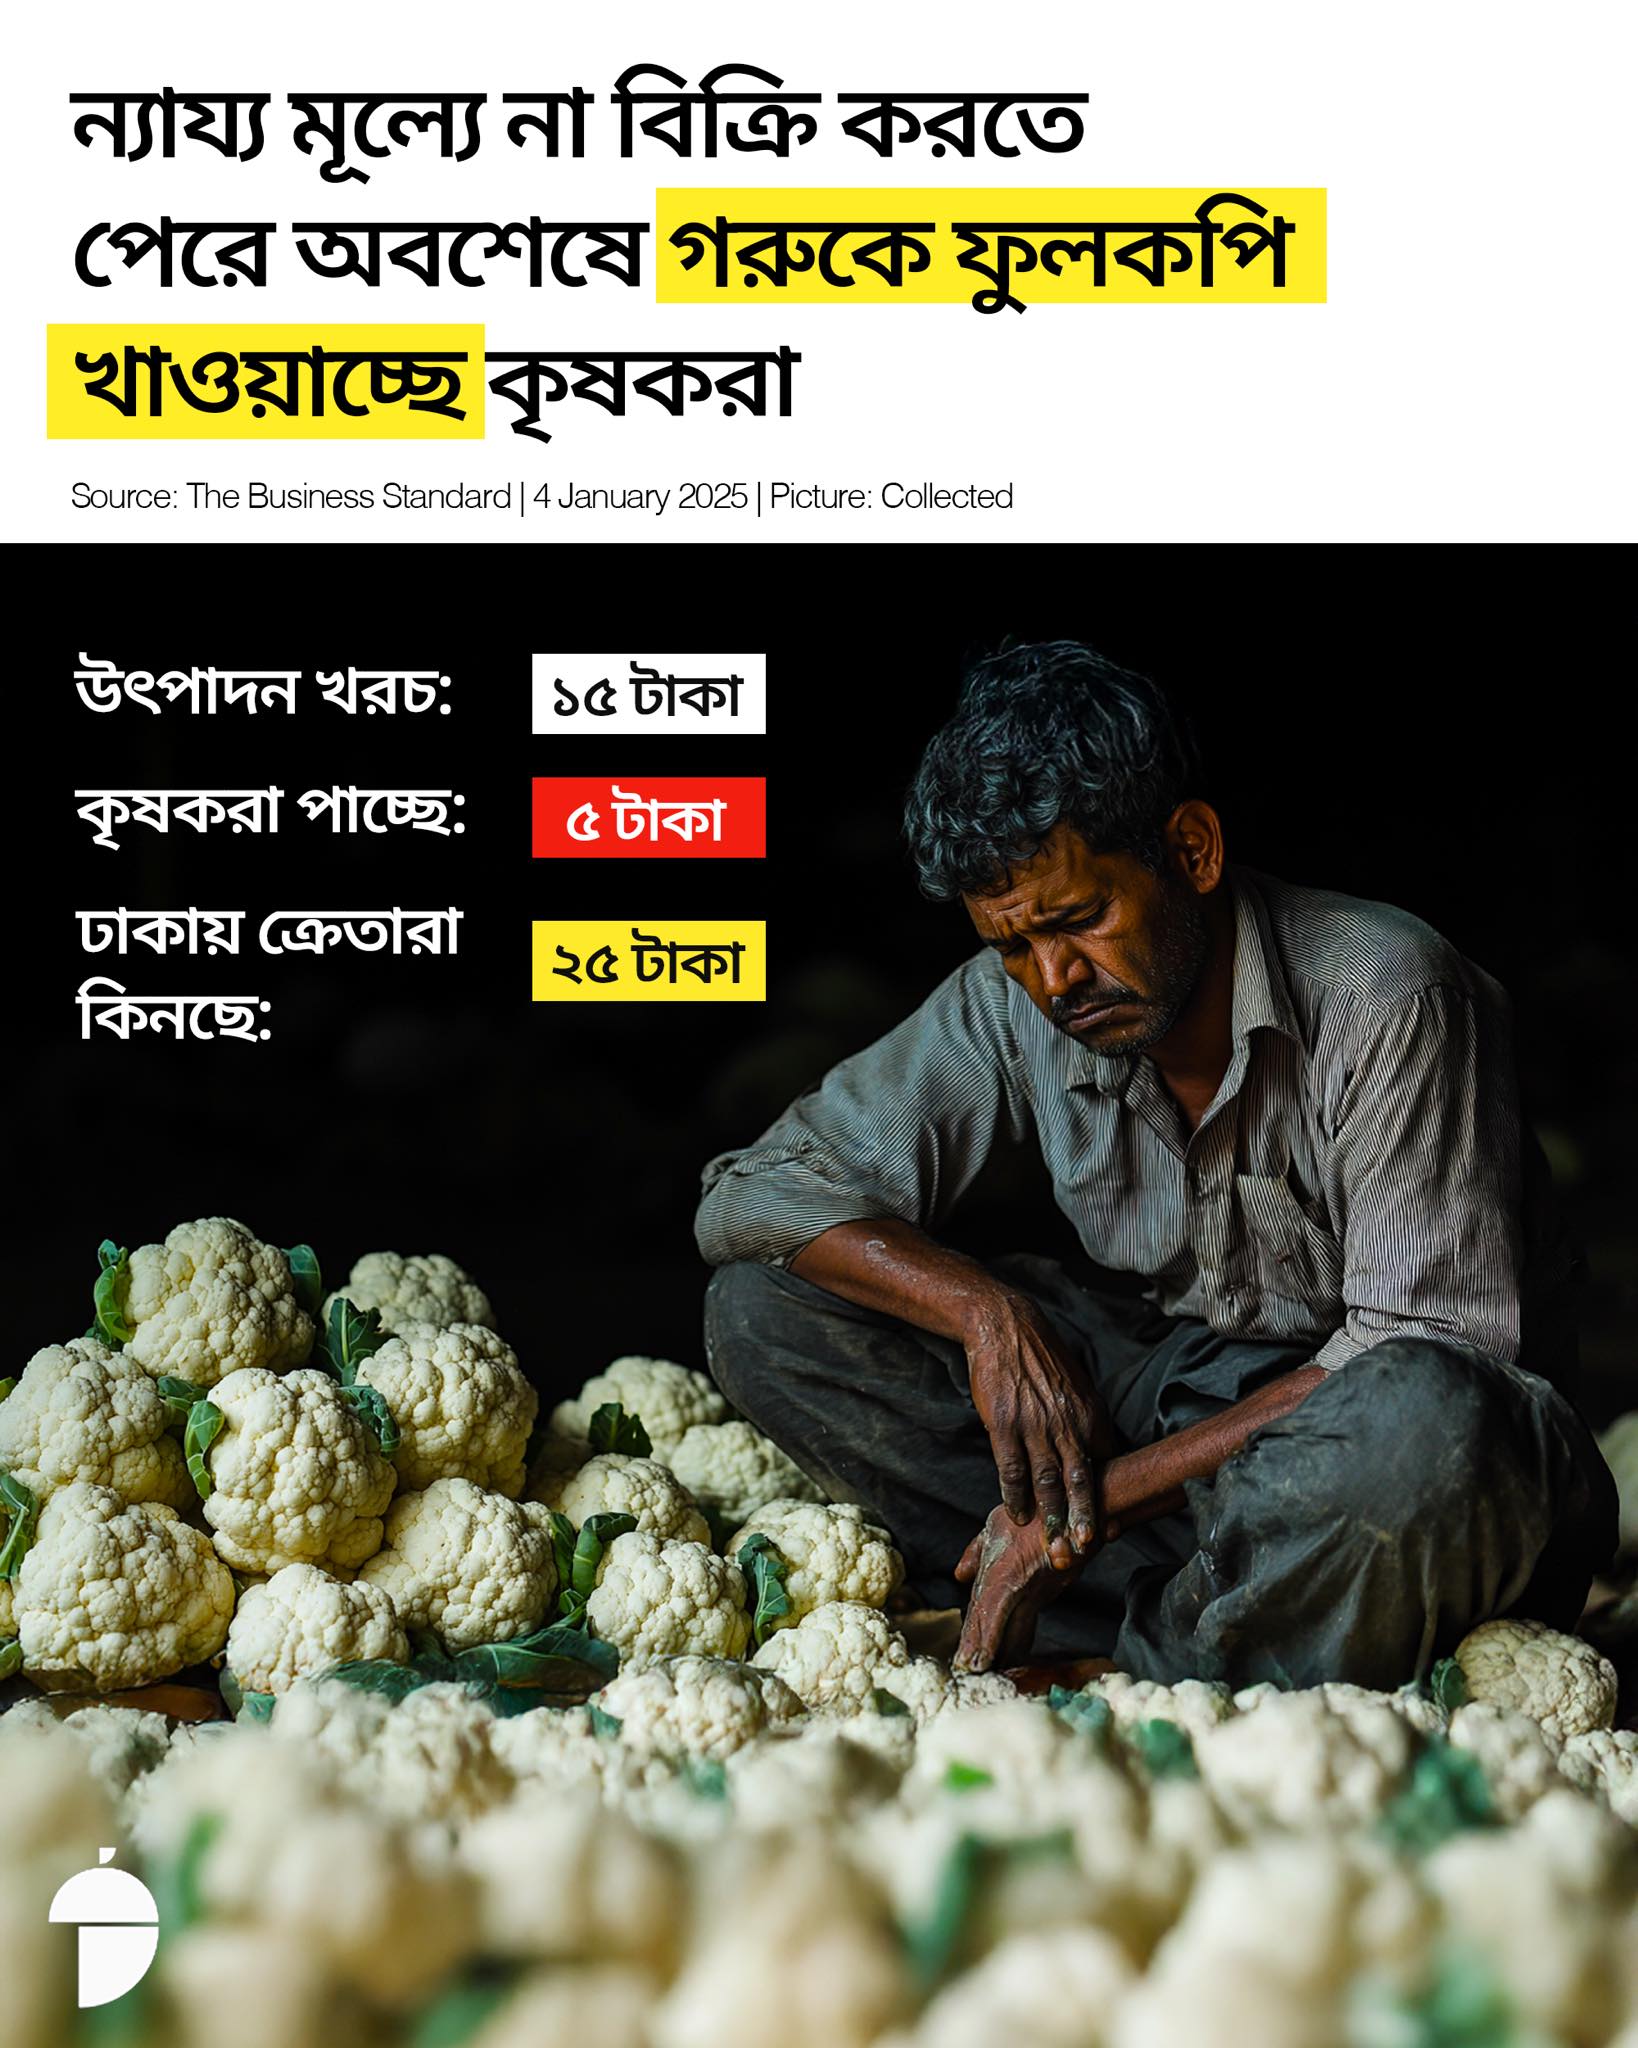 ন্যায্য মূল্যে না বিক্রি করতে
পেরে অবশেষে গরুকে ফুলকপি
খাওয়াচ্ছে কৃষকরা
Source: The Business Standard | 4 January 2025 | Picture: Collected
উৎপাদন খরচ: ১৫ টাকা
কৃষকরা পাচ্ছে: ৫ টাকা
ঢাকায় ক্রেতারা
কিনছে: ২৫ টাকা